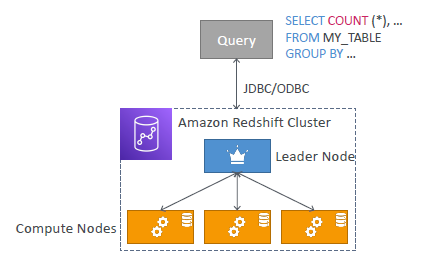 Query
SELECT COUNT (*), ...
FROM MY_TABLE
GROUP BY ...
JDBC/ODBC
Amazon Redshift Cluster
Leader Node
Compute Nodes